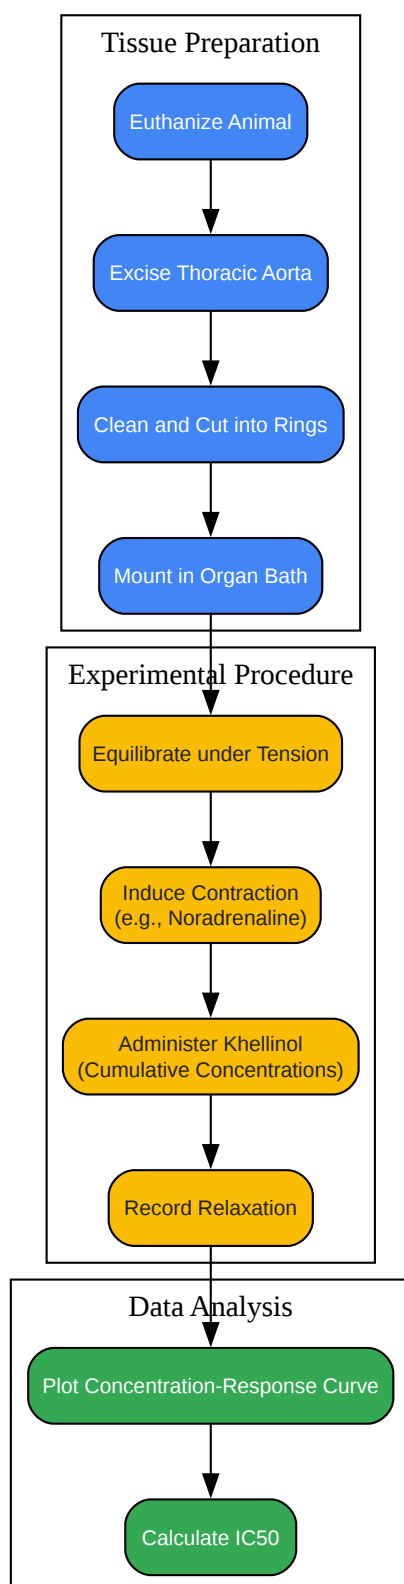 Tissue Preparation
Euthanize Animal
Excise Thoracic Aorta
Clean and Cut into Rings
Mount in Organ Bath
Experimental Procedure
Equilibrate under Tension
Induce Contraction
(e.g., Noradrenaline)
Administer Khellinol
(Cumulative Concentrations)
Record Relaxation
Data Analysis
Plot Concentration-Response Curve
Calculate IC50